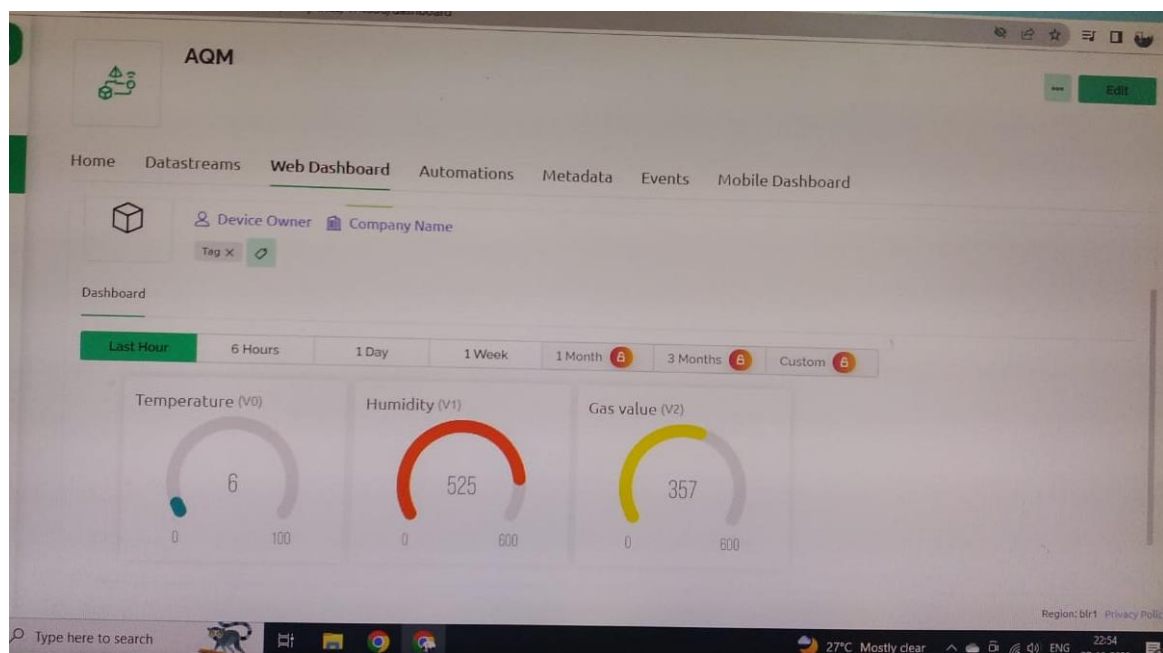 AQM
Edit
Home Datastreams Web Dashboard Automations Metadata Events Mobile Dashboard
Device Owner Company Name
Tag X
Dashboard
Last Hour 6 Hours 1 Day 1 Week 1 Month 3 Months Custom
Temperature (V0) Humidity (V1) Gas value (V2)
6 525 357
0 100 0 600 0 600
Region: blr1 Privacy
Type here to search 27°C Mostly clear ENG 22:54